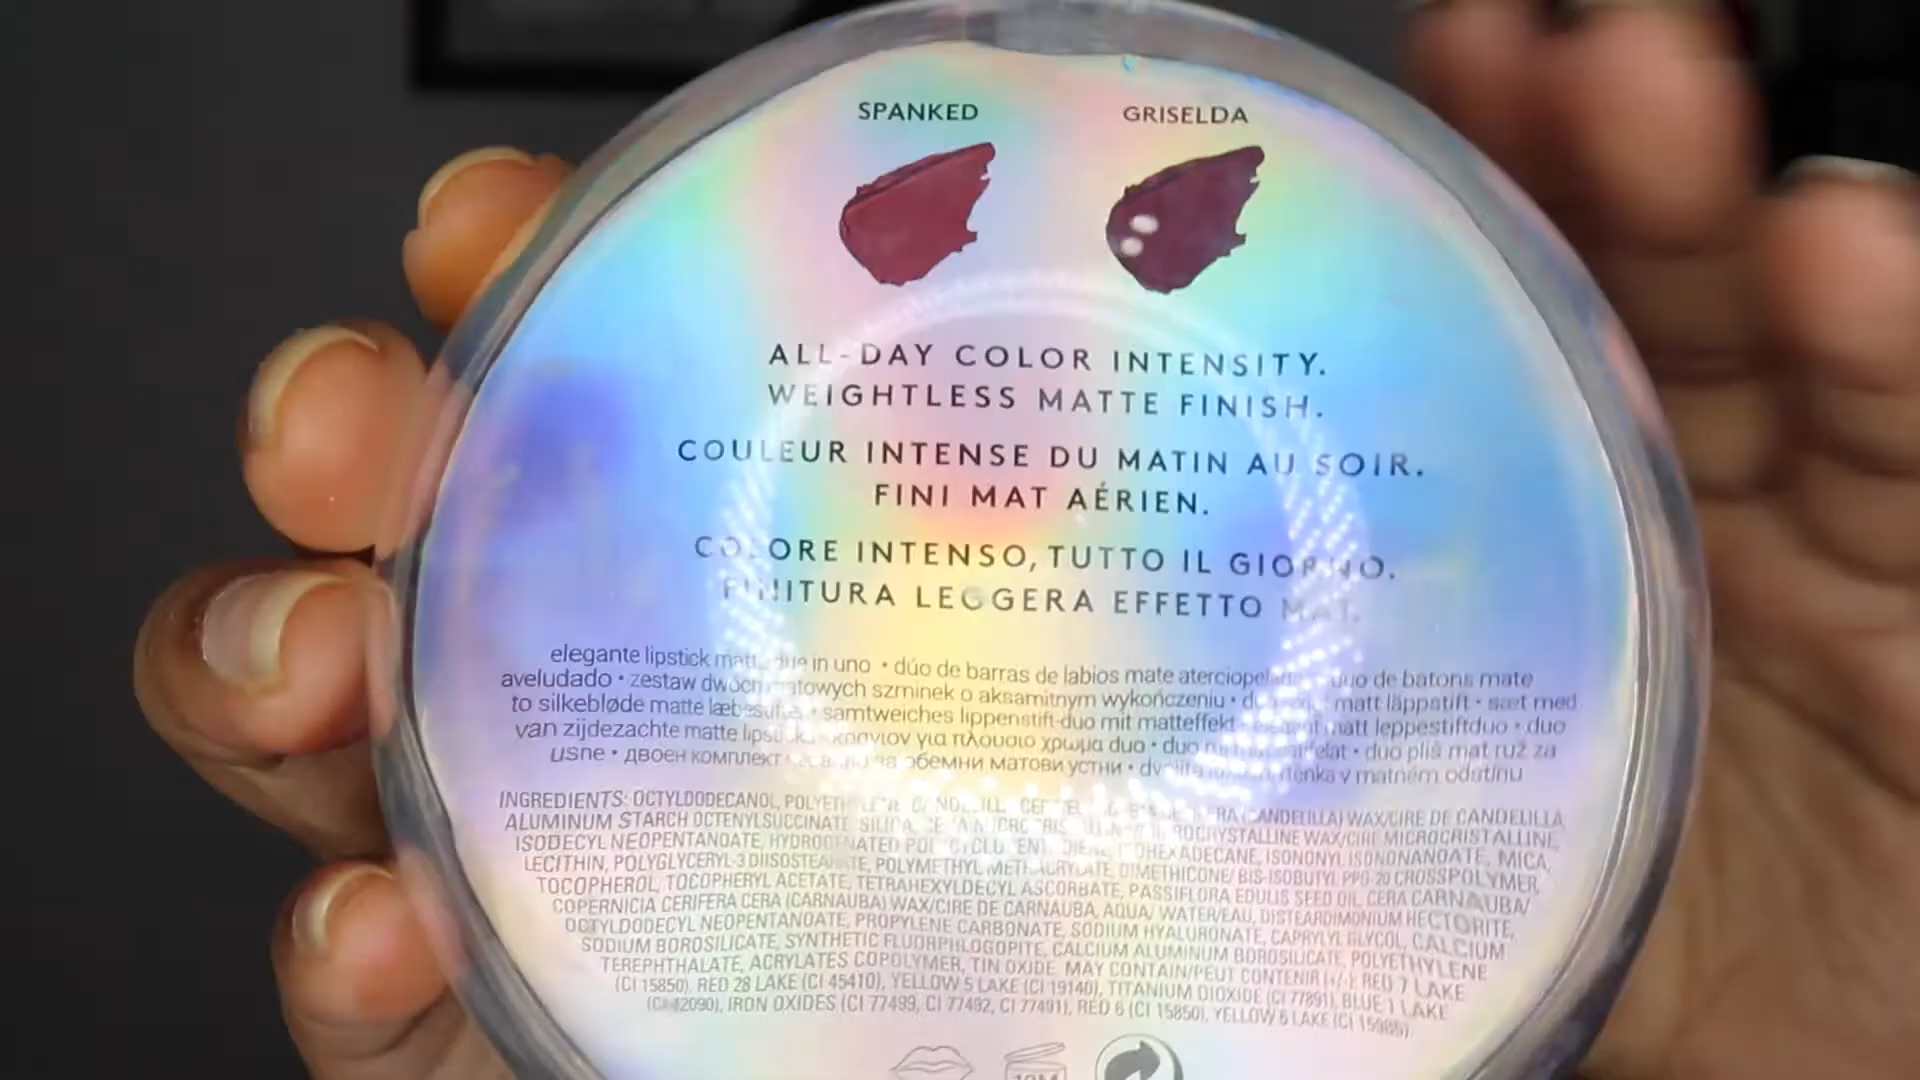 SPANKED
GRISELDA
ALL-DAY COLOR INTENSITY.
WEIGHTLESS MATTE FINISH.
COULEUR INTENSE DU MATIN AU SOIR.
FINI MAT AÉRIEN.
COLORE INTENSO, TUTTO IL GIORNO.
FINITURA LEGGERA EFFETTO MAT.
elegante lipstick due in uno • dúo de barras de labios mate duo de batons mate
aveludado • zestaw szminek o aksamitnym wykończeniu • matt läppstift • sæt med
to silkebløde matte • samtweiches lippenstift-duo mit matteffekt matt leppestiftduo • duo
van zijdezachte matte για πλούσιο χρώμα duo • duo • duo pliš mat ruž za
usne • двоен комплект обемни матови устни • v matném odstínu
INGREDIENTS: OCTYLDODECANOL, (CANDELILLA) WAX/CIRE DE CANDELILLA,
ALUMINUM STARCH OCTENYLSUCCINATE, SILICA, MICROCRYSTALLINE WAX/CIRE MICROCRISTALLINE,
ISODECYL NEOPENTANOATE, HYDROGENATED ISONONYL ISONONANOATE, MICA,
LECITHIN, POLYGLYCERYL-3 DIISOSTEARATE, POLYMETHYL METHACRYLATE, DIMETHICONE/ BIS-ISOBUTYL PPG-20 CROSSPOLYMER,
TOCOPHEROL, TOCOPHERYL ACETATE, TETRAHEXYLDECYL ASCORBATE, PASSIFLORA EDULIS SEED OIL, CERA CARNAUBA/
COPERNICIA CERIFERA CERA (CARNAUBA) WAX/CIRE DE CARNAUBA, AQUA/ WATER/EAU, DISTEARDIMONIUM HECTORITE,
OCTYLDODECYL NEOPENTANOATE, PROPYLENE CARBONATE, SODIUM HYALURONATE, CAPRYLYL GLYCOL, CALCIUM
SODIUM BOROSILICATE, SYNTHETIC FLUORPHLOGOPITE, CALCIUM ALUMINUM BOROSILICATE, POLYETHYLENE
TEREPHTHALATE, ACRYLATES COPOLYMER, TIN OXIDE. MAY CONTAIN/PEUT CONTENIR (+/-): RED 7 LAKE
(CI 15850), RED 28 LAKE (CI 45410), YELLOW 5 LAKE (CI 19140), TITANIUM DIOXIDE (CI 77891), BLUE 1 LAKE
(CI 42090), IRON OXIDES (CI 77499, CI 77492, CI 77491), RED 6 (CI 15850), YELLOW 6 LAKE (CI 15985).